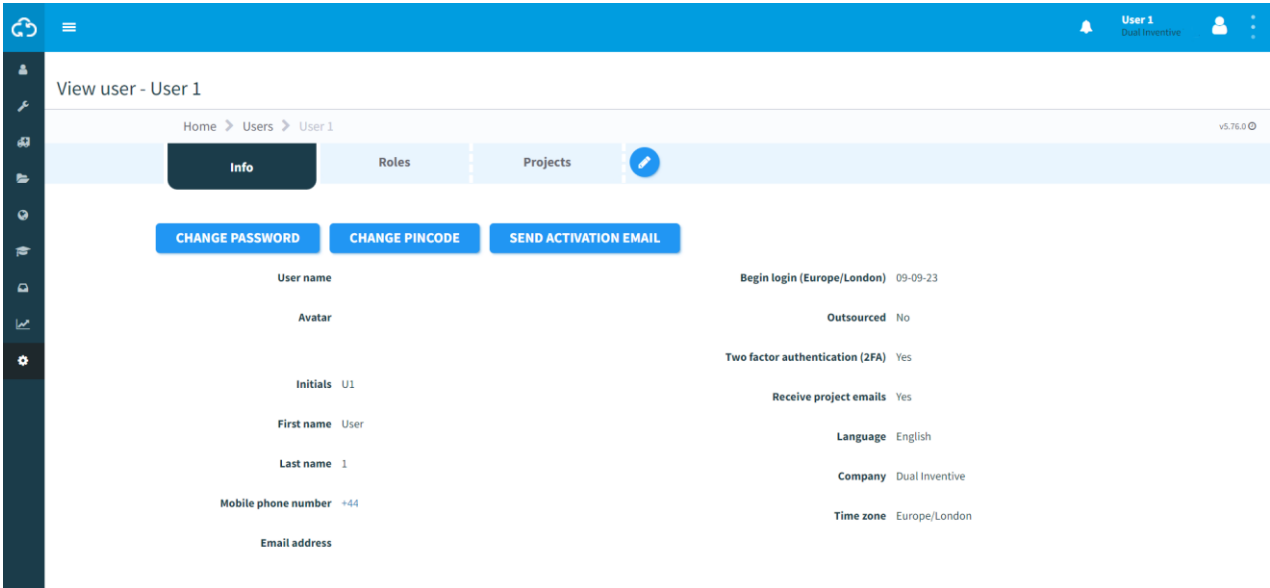 User 1
Dual Inventive
View user - User 1
Home > Users > User 1
v5.76.0
Info Roles Projects
CHANGE PASSWORD CHANGE PINCODE SEND ACTIVATION EMAIL
User name
Avatar
Initials U1
First name User
Last name 1
Mobile phone number +44
Email address
Begin login (Europe/London) 09-09-23
Outsourced No
Two factor authentication (2FA) Yes
Receive project emails Yes
Language English
Company Dual Inventive
Time zone Europe/London